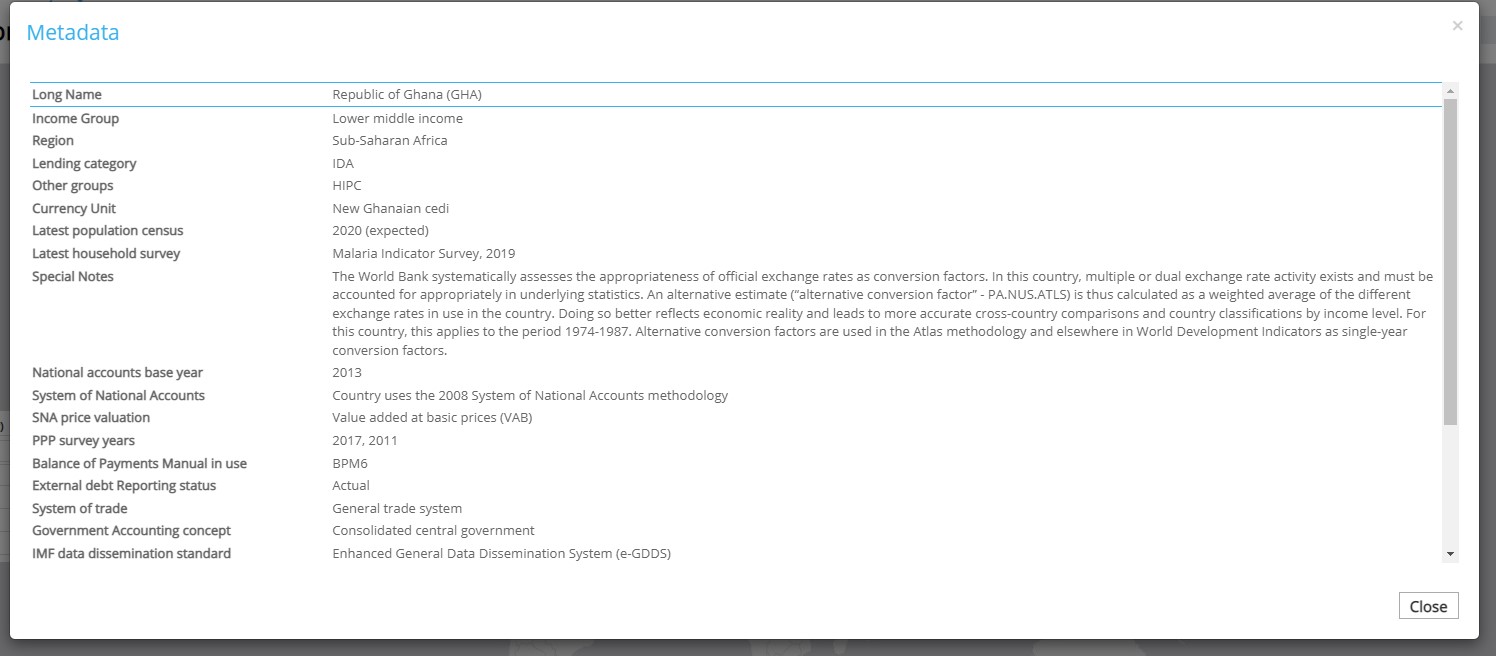 Metadata
×
Long Name Republic of Ghana (GHA)
Income Group Lower middle income
Region Sub-Saharan Africa
Lending category IDA
Other groups HIPC
Currency Unit New Ghanaian cedi
Latest population census 2020 (expected)
Latest household survey Malaria Indicator Survey, 2019
Special Notes The World Bank systematically assesses the appropriateness of official exchange rates as conversion factors. In this country, multiple or dual exchange rate activity exists and must be
accounted for appropriately in underlying statistics. An alternative estimate (“alternative conversion factor” - PA.NUS.ATLS) is thus calculated as a weighted average of the different
exchange rates in use in the country. Doing so better reflects economic reality and leads to more accurate cross-country comparisons and country classifications by income level. For
this country, this applies to the period 1974-1987. Alternative conversion factors are used in the Atlas methodology and elsewhere in World Development Indicators as single-year
conversion factors.
National accounts base year 2013
System of National Accounts Country uses the 2008 System of National Accounts methodology
SNA price valuation Value added at basic prices (VAB)
PPP survey years 2017, 2011
Balance of Payments Manual in use BPM6
External debt Reporting status Actual
System of trade General trade system
Government Accounting concept Consolidated central government
IMF data dissemination standard Enhanced General Data Dissemination System (e-GDDS)
Close